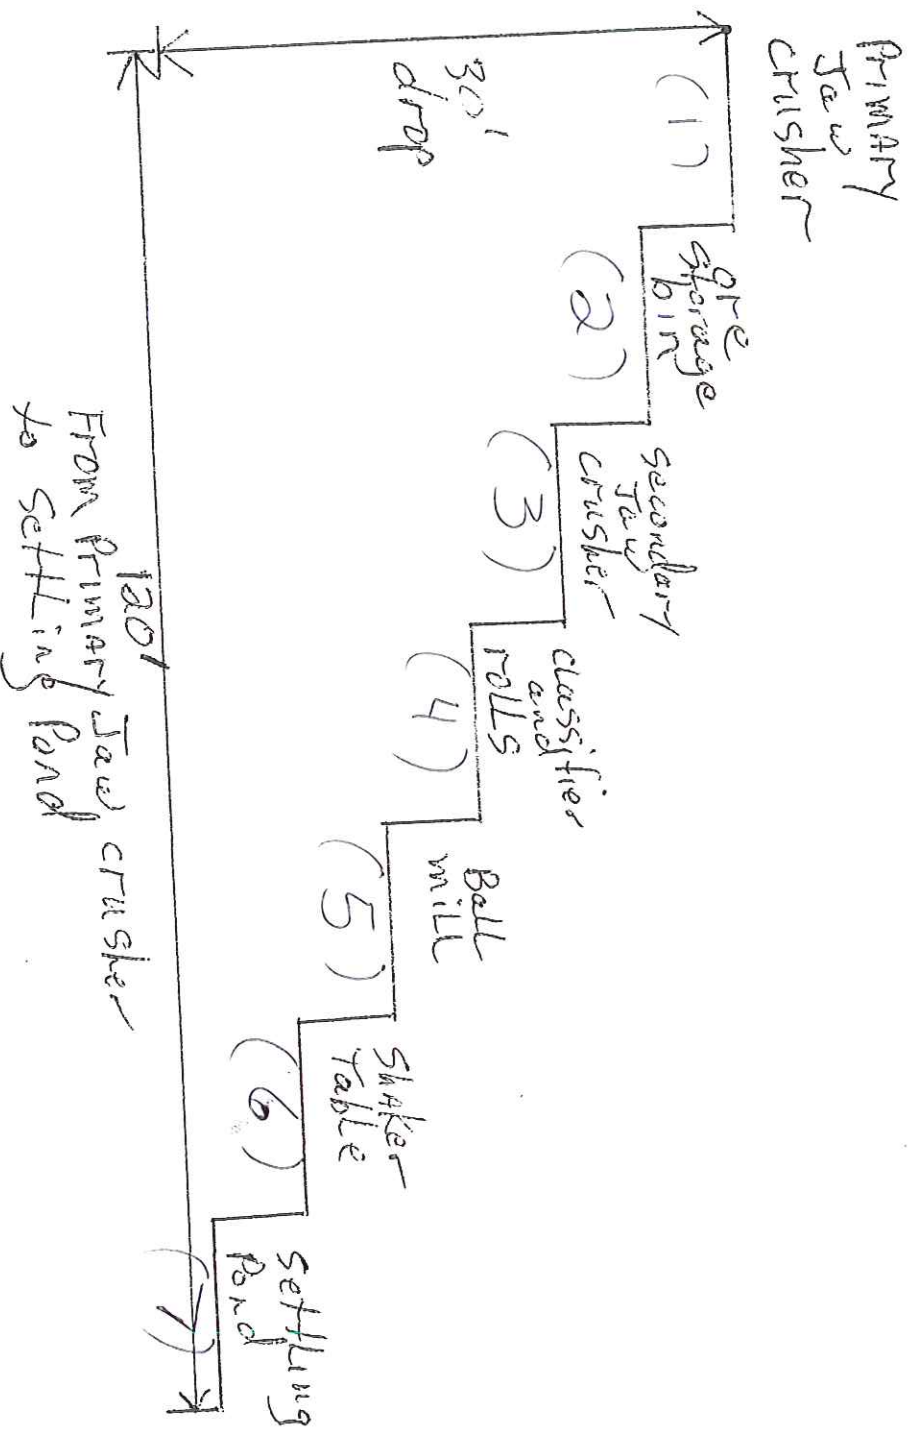 Primary
Jaw
crusher
(1)
30'
drop
ore
storage
bin
(2)
Secondary
Jaw
crusher
(3)
classifier
and
rolls
(4)
Ball
mill
(5)
Shaker
Table
(6)
Settling
Pond
(7)
120'
From Primary Jaw crusher
to Settling Pond